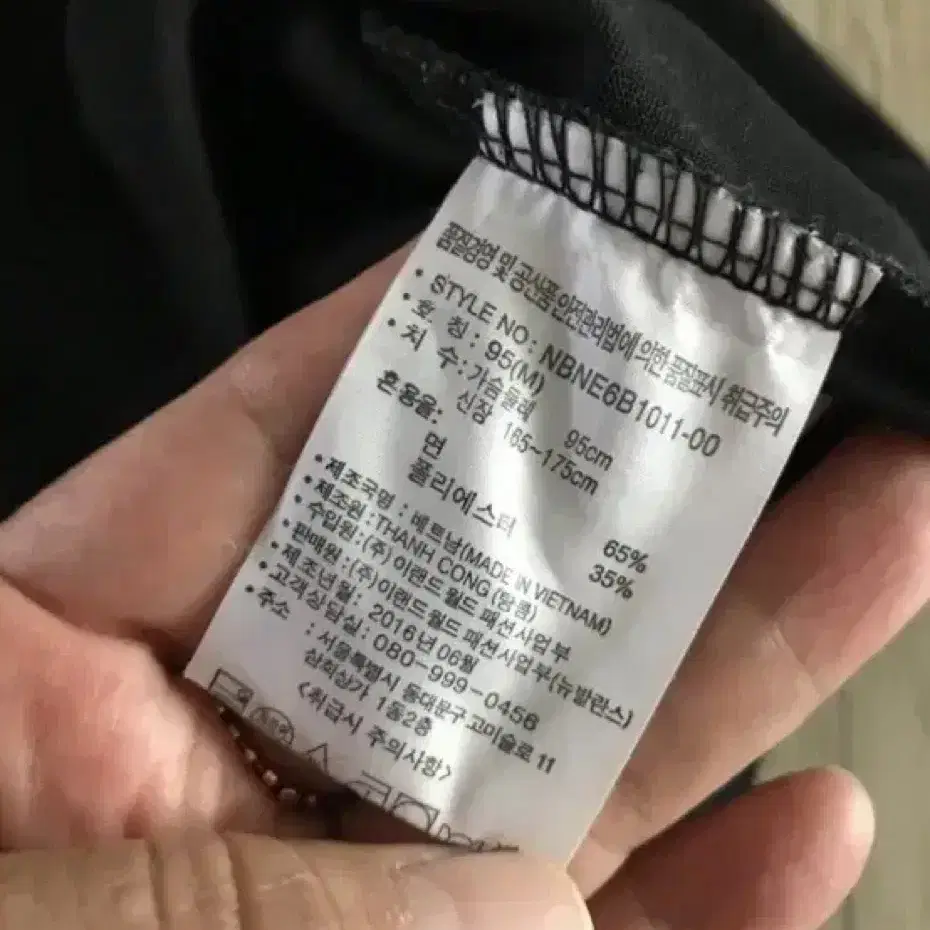 품질경영 및 공산품 안전관리법에 의한 품질표시 취급주의
• STYLE NO: NBNE6B1011-00
• 호 칭 : 95(M)
• 치 수 : 가슴둘레 95cm
신장 165~175cm
혼용율: 면 65%
폴리에스터 35%
• 제조국명 : 베트남(MADE IN VIETNAM)
• 제조원 : THANH CONG (탕콤)
• 수입원 : (주)이랜드월드 패션사업부
• 판매원 : (주)이랜드월드 패션사업부(뉴발란스)
• 제조년월 : 2016년 06월
• 고객상담실 : 080-999-0456
• 주소 : 서울특별시 동대문구 고미술로 11
삼희상가 1동2층
<취급시 주의사항>